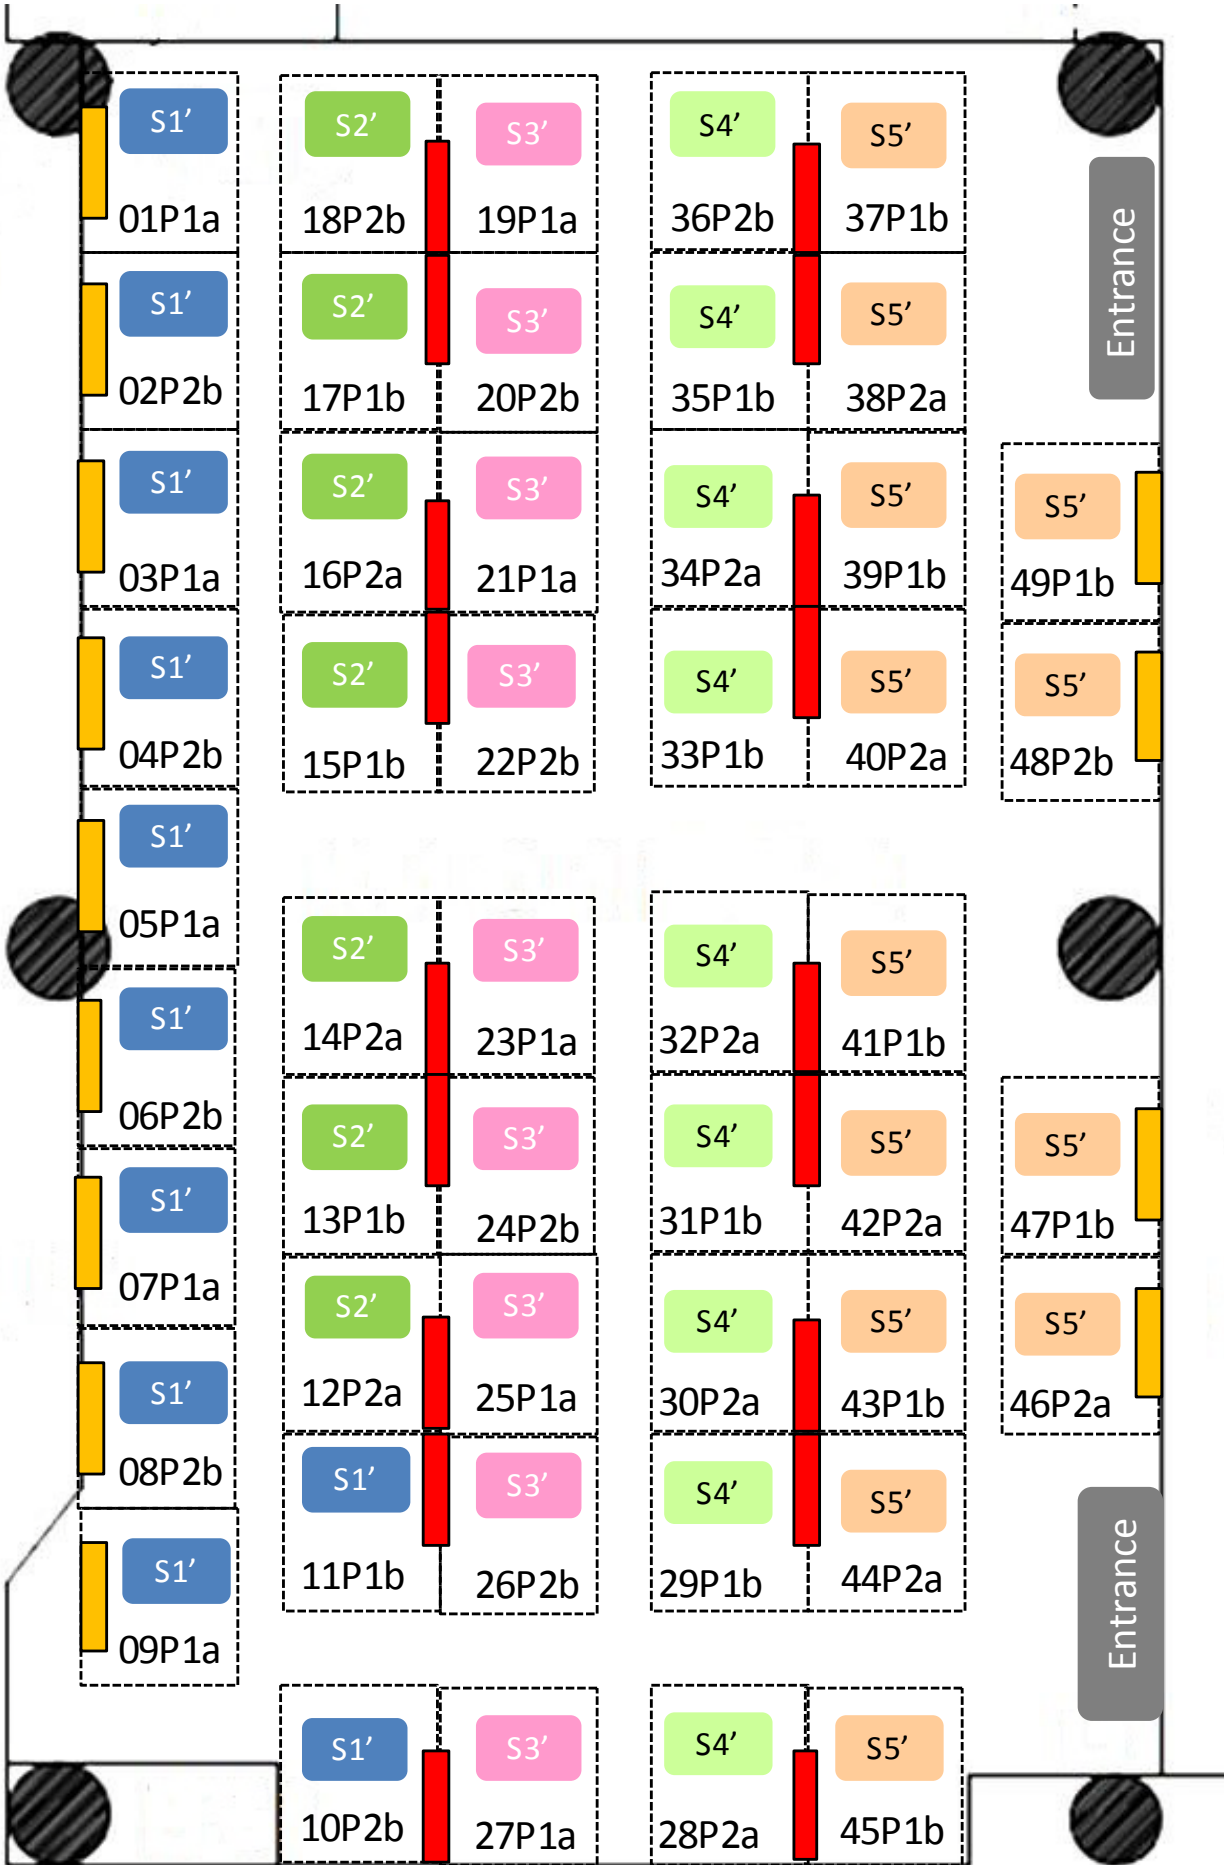 S1’
01P1a
S1’
02P2b
S1’
03P1a
S1’
04P2b
S1’
05P1a
S1’
06P2b
S1’
07P1a
S1’
08P2b
S1’
09P1a
S2’
18P2b
S2’
17P1b
S2’
16P2a
S2’
15P1b
S2’
14P2a
S2’
13P1b
S2’
12P2a
S1’
11P1b
S1’
10P2b
S3’
19P1a
S3’
20P2b
S3’
21P1a
S3’
22P2b
S3’
23P1a
S3’
24P2b
S3’
25P1a
S3’
26P2b
S3’
27P1a
S4’
36P2b
S4’
35P1b
S4’
34P2a
S4’
33P1b
S4’
32P2a
S4’
31P1b
S4’
30P2a
S4’
29P1b
S4’
28P2a
S5’
37P1b
S5’
38P2a
S5’
39P1b
S5’
40P2a
S5’
41P1b
S5’
42P2a
S5’
43P1b
S5’
44P2a
S5’
45P1b
Entrance
S5’
49P1b
S5’
48P2b
S5’
47P1b
S5’
46P2a
Entrance